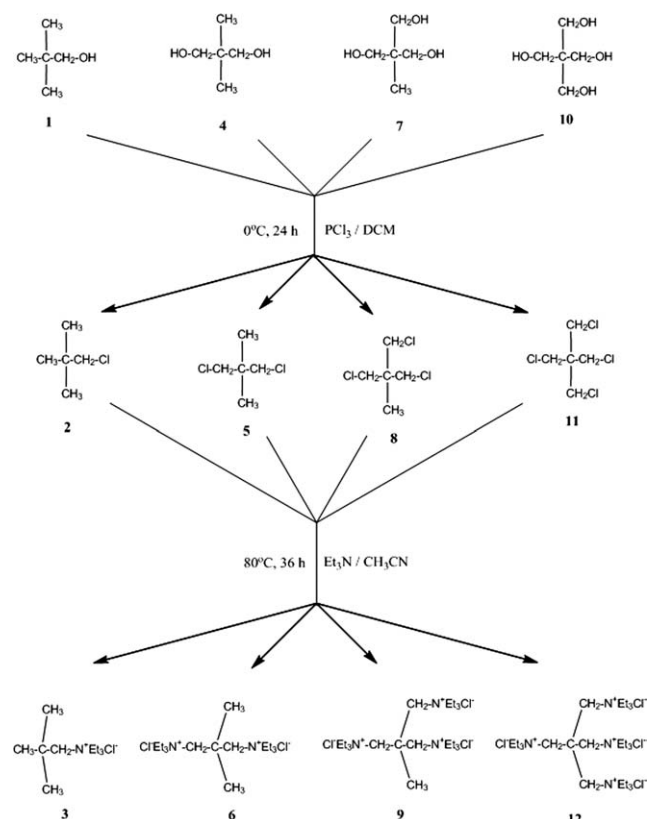 CH₃
CH₃-C-CH₂-OH
CH₃
1
CH₃
HO-CH₂-C-CH₂-OH
CH₃
4
CH₂OH
HO-CH₂-C-CH₂-OH
CH₃
7
CH₂OH
HO-CH₂-C-CH₂-OH
CH₂OH
10
0°C, 24 h PCl₃ / DCM
CH₃
CH₃-C-CH₂-Cl
CH₃
2
CH₃
Cl-CH₂-C-CH₂-Cl
CH₃
5
CH₂Cl
Cl-CH₂-C-CH₂-Cl
CH₃
8
CH₂Cl
Cl-CH₂-C-CH₂-Cl
CH₂Cl
11
80°C, 36 h Et₃N / CH₃CN
CH₃
CH₃-C-CH₂-N⁺Et₃Cl⁻
CH₃
3
CH₃
Cl⁻Et₃N⁺-CH₂-C-CH₂-N⁺Et₃Cl⁻
CH₃
6
CH₂-N⁺Et₃Cl⁻
Cl⁻Et₃N⁺-CH₂-C-CH₂-N⁺Et₃Cl⁻
CH₃
9
CH₂-N⁺Et₃Cl⁻
Cl⁻Et₃N⁺-CH₂-C-CH₂-N⁺Et₃Cl⁻
CH₂-N⁺Et₃Cl⁻
12